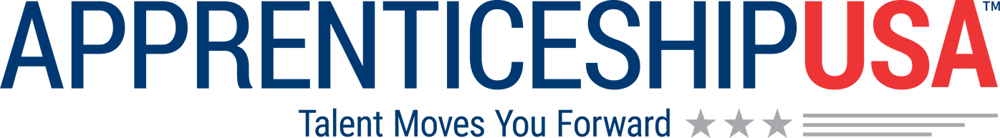 APPRENTICESHIPUSA™
Talent Moves You Forward